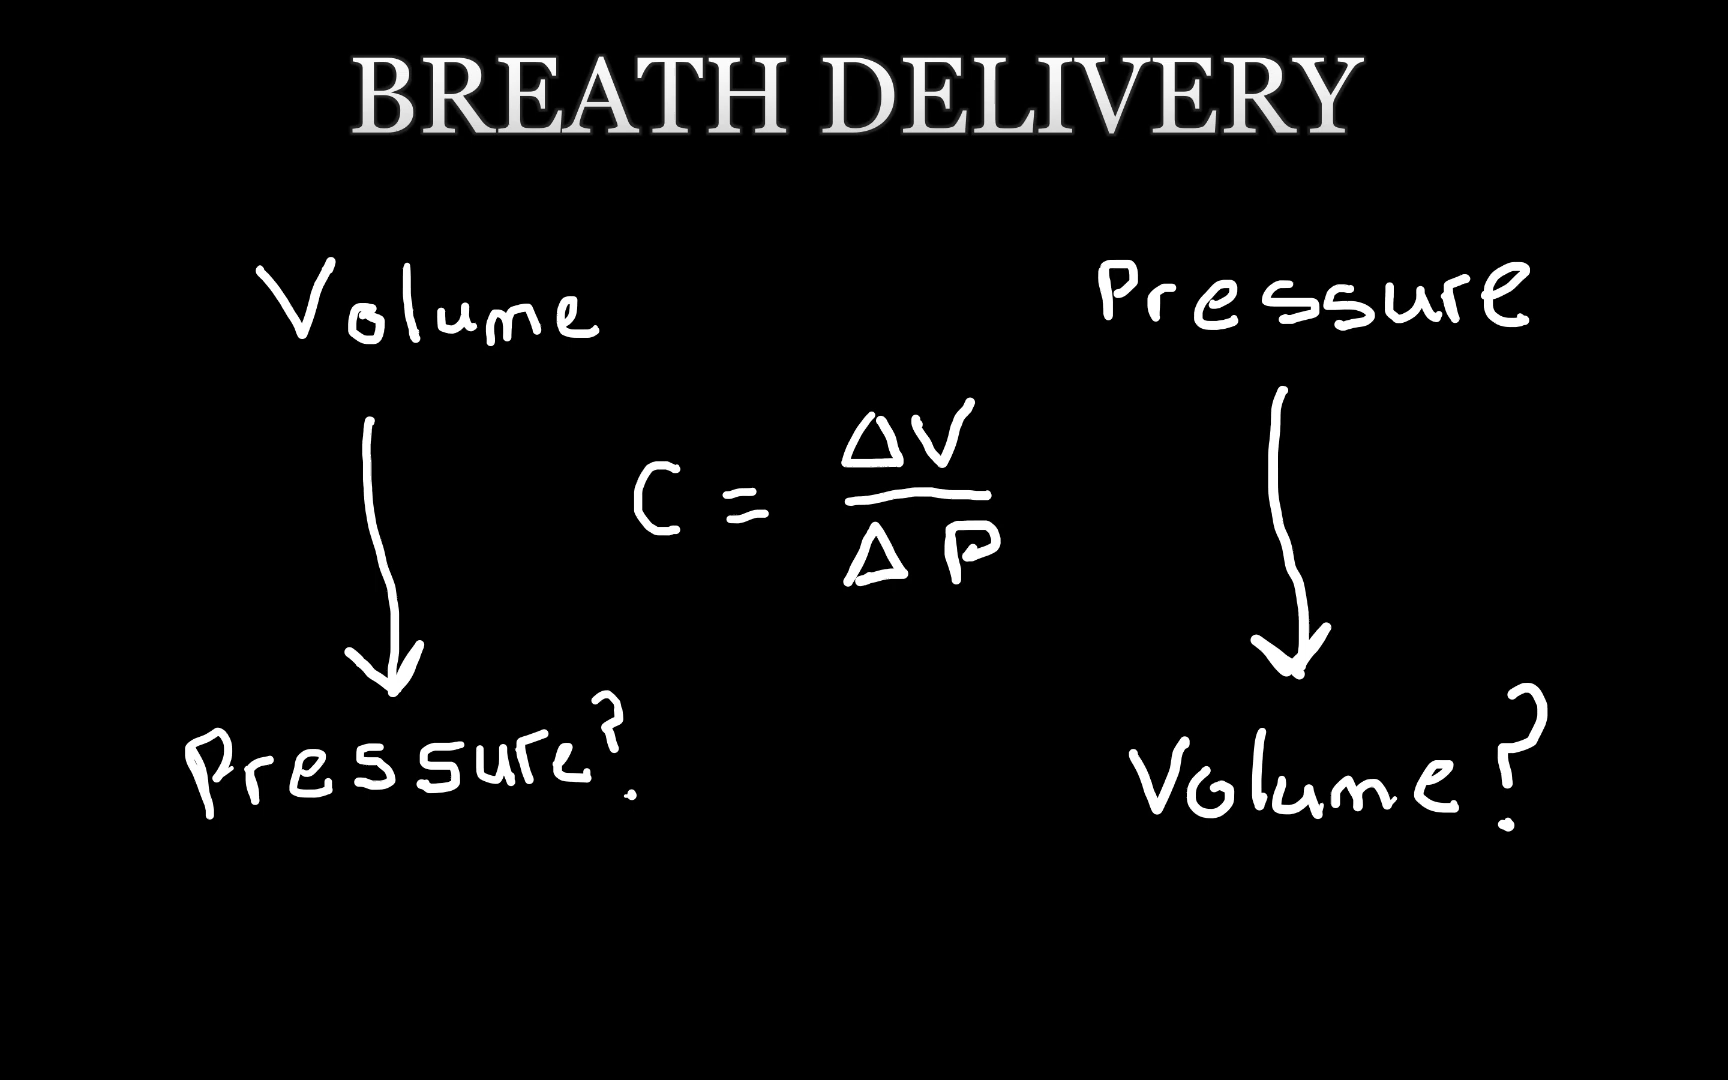 BREATH DELIVERY
Volume
Pressure
C = ΔV
ΔP
Pressure?
Volume?